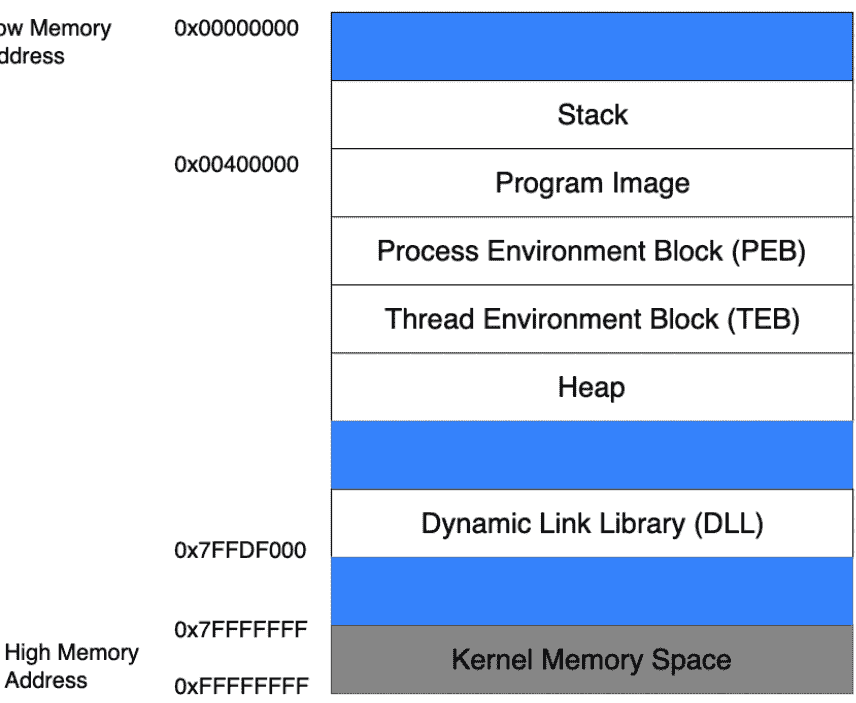 ow Memory
ddress
0x00000000
Stack
0x00400000
Program Image
Process Environment Block (PEB)
Thread Environment Block (TEB)
Heap
Dynamic Link Library (DLL)
0x7FFDF000
0x7FFFFFFF
High Memory
Address
Kernel Memory Space
0xFFFFFFFF